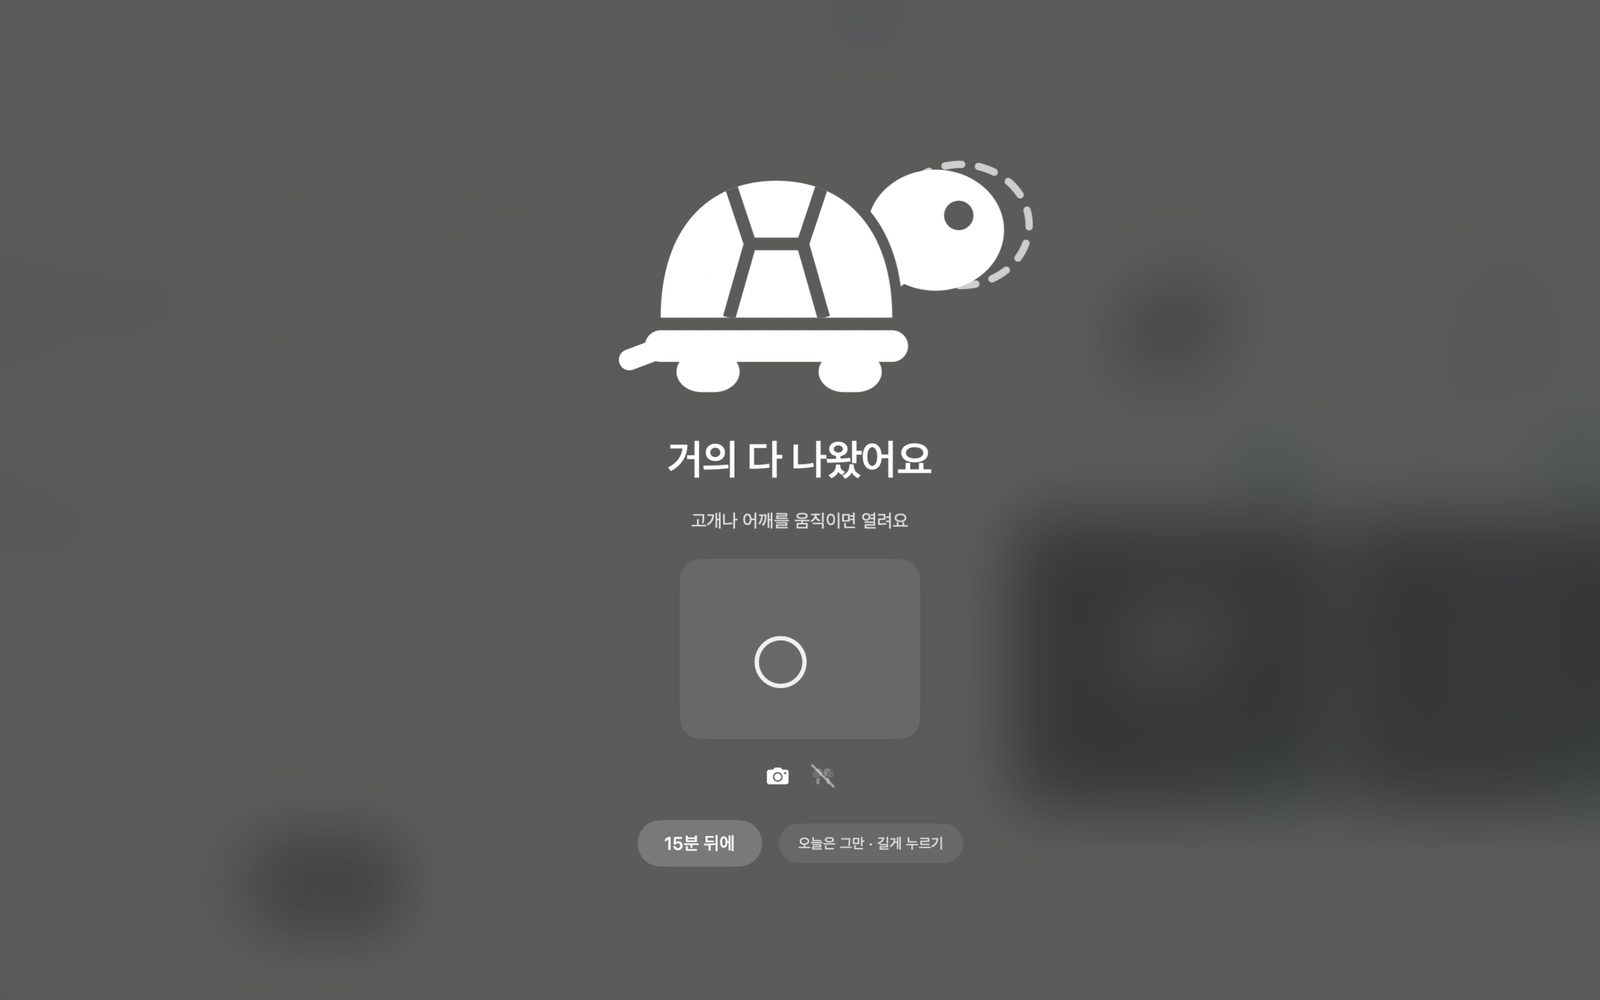 거의 다 나왔어요
고개나 어깨를 움직이면 열려요
15분 뒤에
오늘은 그만 · 길게 누르기